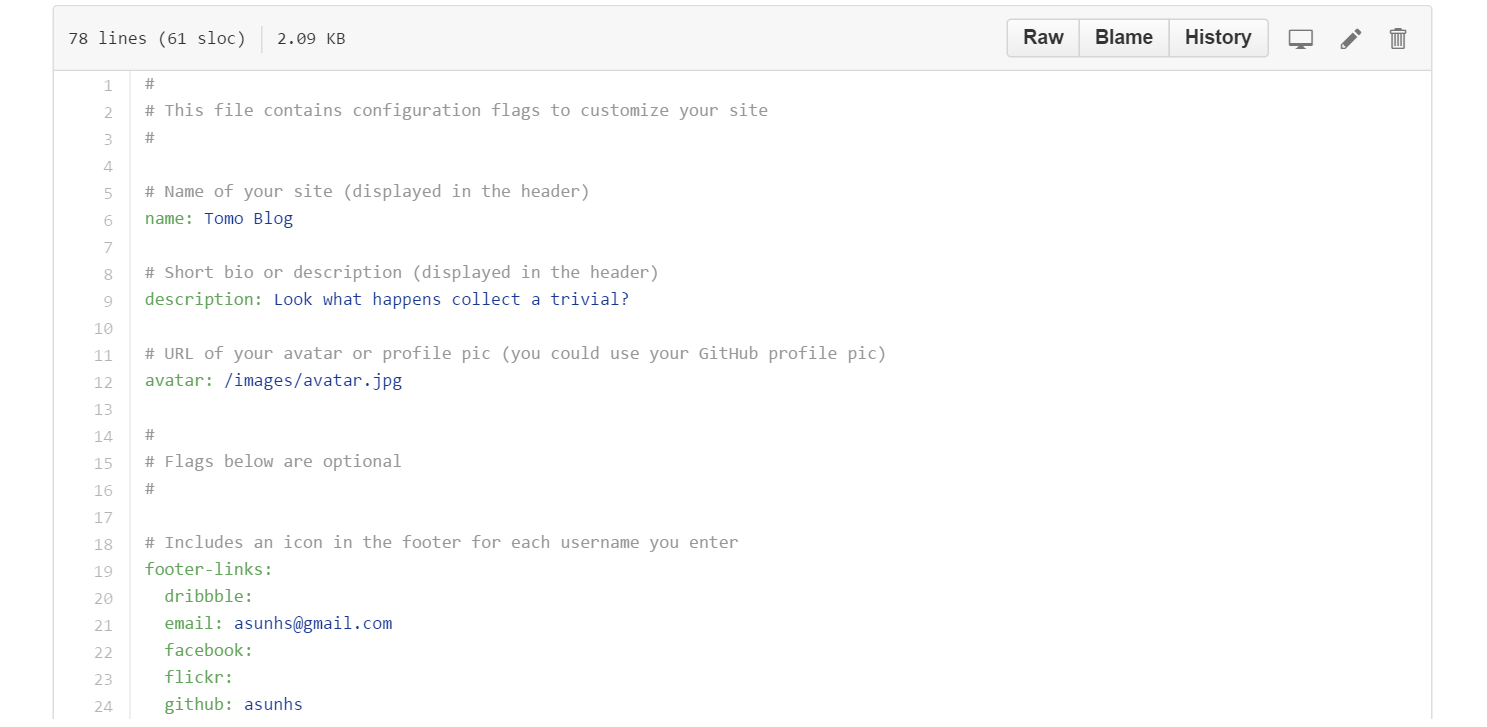 78 lines (61 sloc) 2.09 KB Raw Blame History
1 #
2 # This file contains configuration flags to customize your site
3 #
4
5 # Name of your site (displayed in the header)
6 name: Tomo Blog
7
8 # Short bio or description (displayed in the header)
9 description: Look what happens collect a trivial?
10
11 # URL of your avatar or profile pic (you could use your GitHub profile pic)
12 avatar: /images/avatar.jpg
13
14 #
15 # Flags below are optional
16 #
17
18 # Includes an icon in the footer for each username you enter
19 footer-links:
20   dribbble:
21   email: asunhs@gmail.com
22   facebook:
23   flickr:
24   github: asunhs